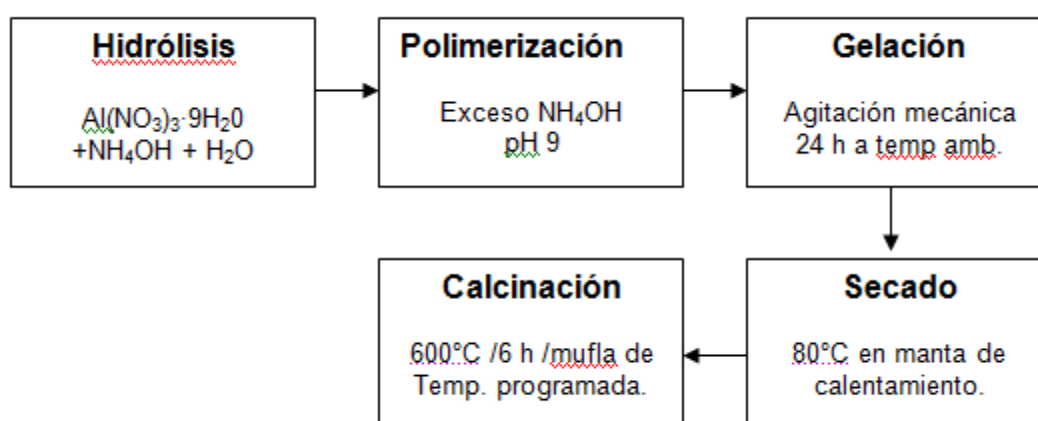 Hidrólisis
Al(NO₃)₃·9H₂0
+NH₄OH + H₂O
Polimerización
Exceso NH₄OH
pH 9
Gelación
Agitación mecánica
24 h a temp amb.
Secado
80°C en manta de
calentamiento.
Calcinación
600°C /6 h /mufla de
Temp. programada.